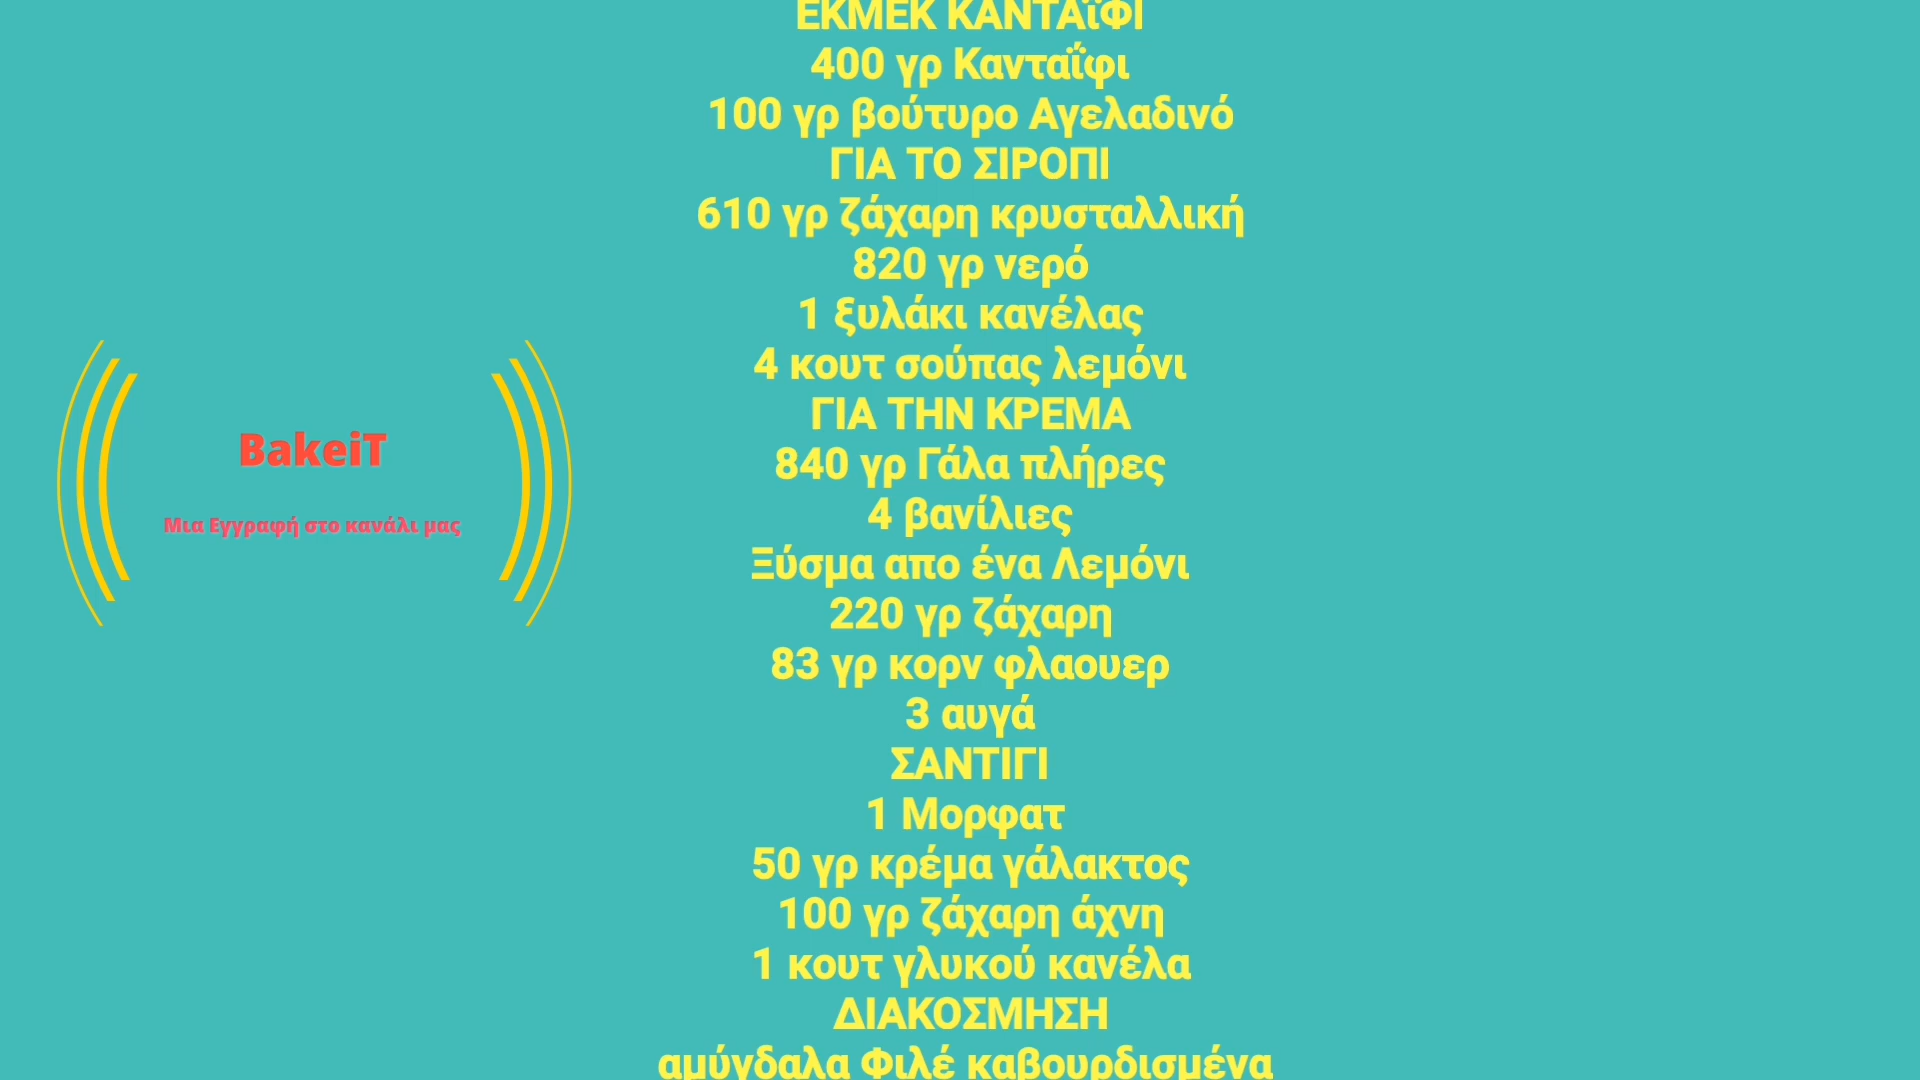 BakeiT
Μια Εγγραφή στο κανάλι μας
ΕΚΜΕΚ ΚΑΝΤΑϊΦΙ
400 γρ Κανταΐφι
100 γρ βούτυρο Αγελαδινό
ΓΙΑ ΤΟ ΣΙΡΟΠΙ
610 γρ ζάχαρη κρυσταλλική
820 γρ νερό
1 ξυλάκι κανέλας
4 κουτ σούπας λεμόνι
ΓΙΑ ΤΗΝ ΚΡΕΜΑ
840 γρ Γάλα πλήρες
4 βανίλιες
Ξύσμα απο ένα Λεμόνι
220 γρ ζάχαρη
83 γρ κορν φλαουερ
3 αυγά
ΣΑΝΤΙΓΙ
1 Μορφατ
50 γρ κρέμα γάλακτος
100 γρ ζάχαρη άχνη
1 κουτ γλυκού κανέλα
ΔΙΑΚΟΣΜΗΣΗ
αμύγδαλα Φιλέ καβουρδισμένα